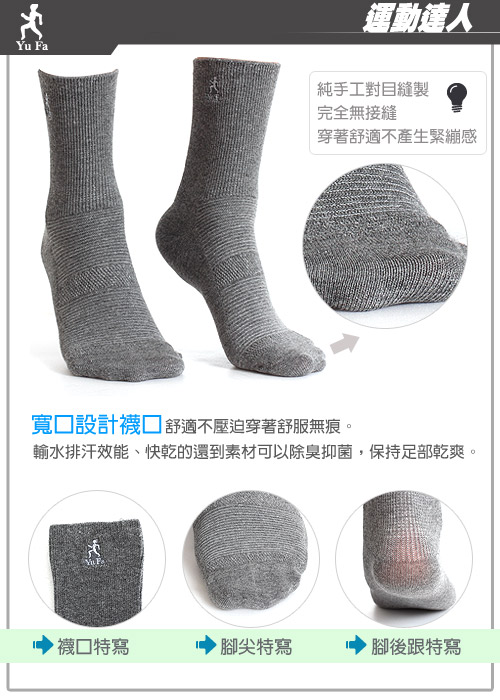 Yu Fa
運動達人
純手工對目縫製
完全無接縫
穿著舒適不產生緊繃感
寬口設計襪口舒適不壓迫穿著舒服無痕。
輸水排汗效能、快乾的還到素材可以除臭抑菌，保持足部乾爽。
Yu Fa
襪口特寫
腳尖特寫
腳後跟特寫